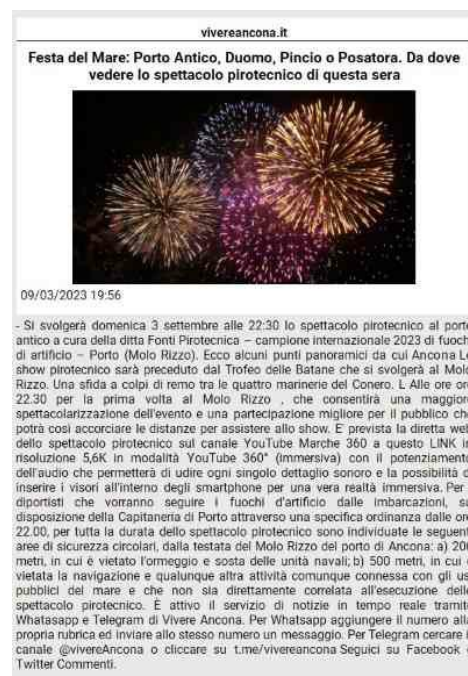 vivereancona.it
Festa del Mare: Porto Antico, Duomo, Pincio o Posatora. Da dove
vedere lo spettacolo pirotecnico di questa sera
09/03/2023 19:56
- Si svolgerà domenica 3 settembre alle 22:30 lo spettacolo pirotecnico al porto
antico a cura della ditta Fonti Pirotecnica – campione internazionale 2023 di fuochi
di artificio – Porto (Molo Rizzo). Ecco alcuni punti panoramici da cui Ancona Lo
show pirotecnico sarà preceduto dal Trofeo delle Batane che si svolgerà al Molo
Rizzo. Una sfida a colpi di remo tra le quattro marinerie del Conero. L Alle ore ore
22.30 per la prima volta al Molo Rizzo , che consentirà una maggiore
spettacolarizzazione dell'evento e una partecipazione migliore per il pubblico che
potrà così accorciare le distanze per assistere allo show. E' prevista la diretta web
dello spettacolo pirotecnico sul canale YouTube Marche 360 a questo LINK in
risoluzione 5,6K in modalità YouTube 360° (immersiva) con il potenziamento
dell'audio che permetterà di udire ogni singolo dettaglio sonoro e la possibilità di
inserire i visori all'interno degli smartphone per una vera realtà immersiva. Per i
diportisti che vorranno seguire i fuochi d'artificio dalle imbarcazioni, su
disposizione della Capitaneria di Porto attraverso una specifica ordinanza dalle ore
22.00, per tutta la durata dello spettacolo pirotecnico sono individuate le seguenti
aree di sicurezza circolari, dalla testata del Molo Rizzo del porto di Ancona: a) 200
metri, in cui è vietato l'ormeggio e sosta delle unità navali; b) 500 metri, in cui è
vietata la navigazione e qualunque altra attività comunque connessa con gli usi
pubblici del mare e che non sia direttamente correlata all'esecuzione dello
spettacolo pirotecnico. È attivo il servizio di notizie in tempo reale tramite
Whatasapp e Telegram di Vivere Ancona. Per Whatsapp aggiungere il numero alla
propria rubrica ed inviare allo stesso numero un messaggio. Per Telegram cercare il
canale @vivereAncona o cliccare su t.me/vivereancona Seguici su Facebook e
Twitter Commenti.